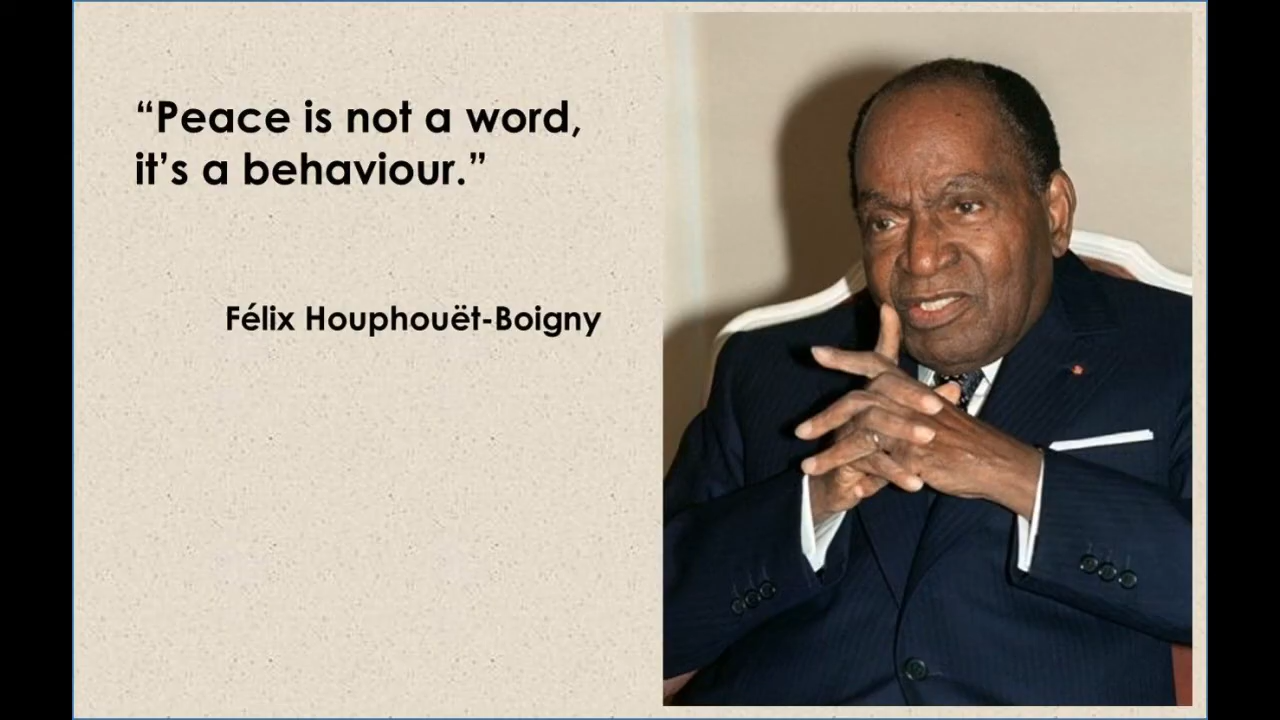 “Peace is not a word,
it’s a behaviour.”
Félix Houphouët-Boigny